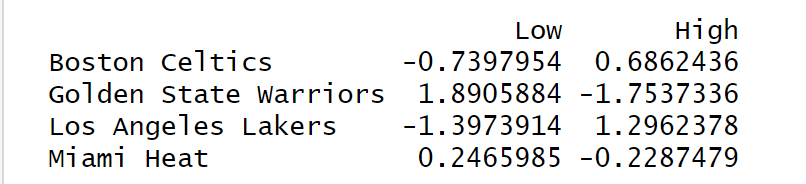 Low High
Boston Celtics -0.7397954 0.6862436
Golden State Warriors 1.8905884 -1.7537336
Los Angeles Lakers -1.3973914 1.2962378
Miami Heat 0.2465985 -0.2287479